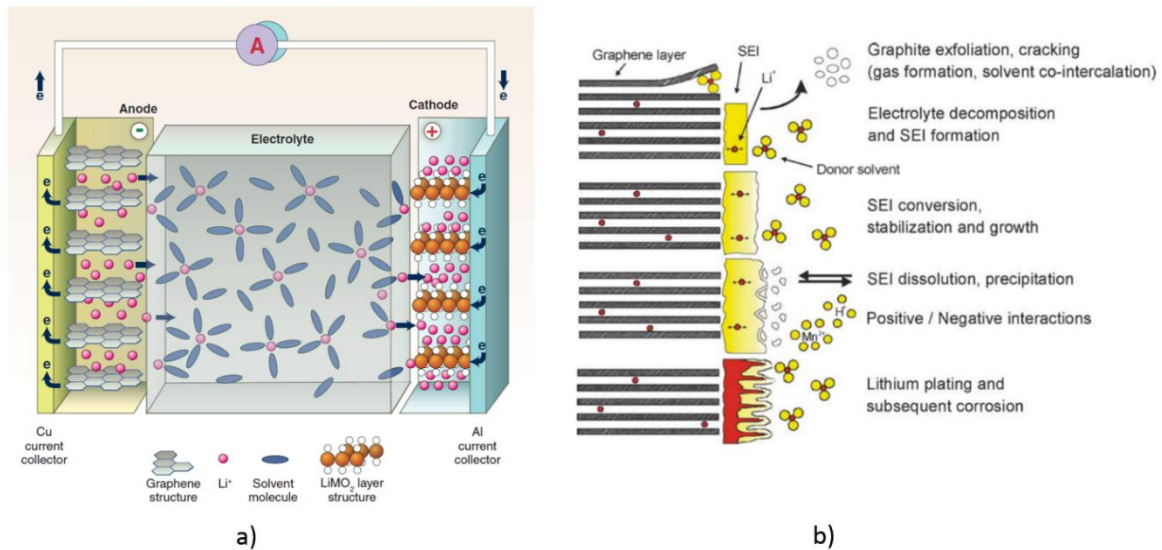 A
e
e
Anode
Cathode
-
+
Electrolyte
e
e
e
e
e
e
e
e
Cu
current
collector
Al
current
collector
Graphene
structure
Li⁺
Solvent
molecule
LiMO₂ layer
structure
a)
Graphene layer
SEI
Li⁺
Graphite exfoliation, cracking
(gas formation, solvent co-intercalation)
Electrolyte decomposition
and SEI formation
Donor solvent
SEI conversion,
stabilization and growth
SEI dissolution, precipitation
H⁺
Positive / Negative interactions
Mn²⁺
Lithium plating and
subsequent corrosion
b)